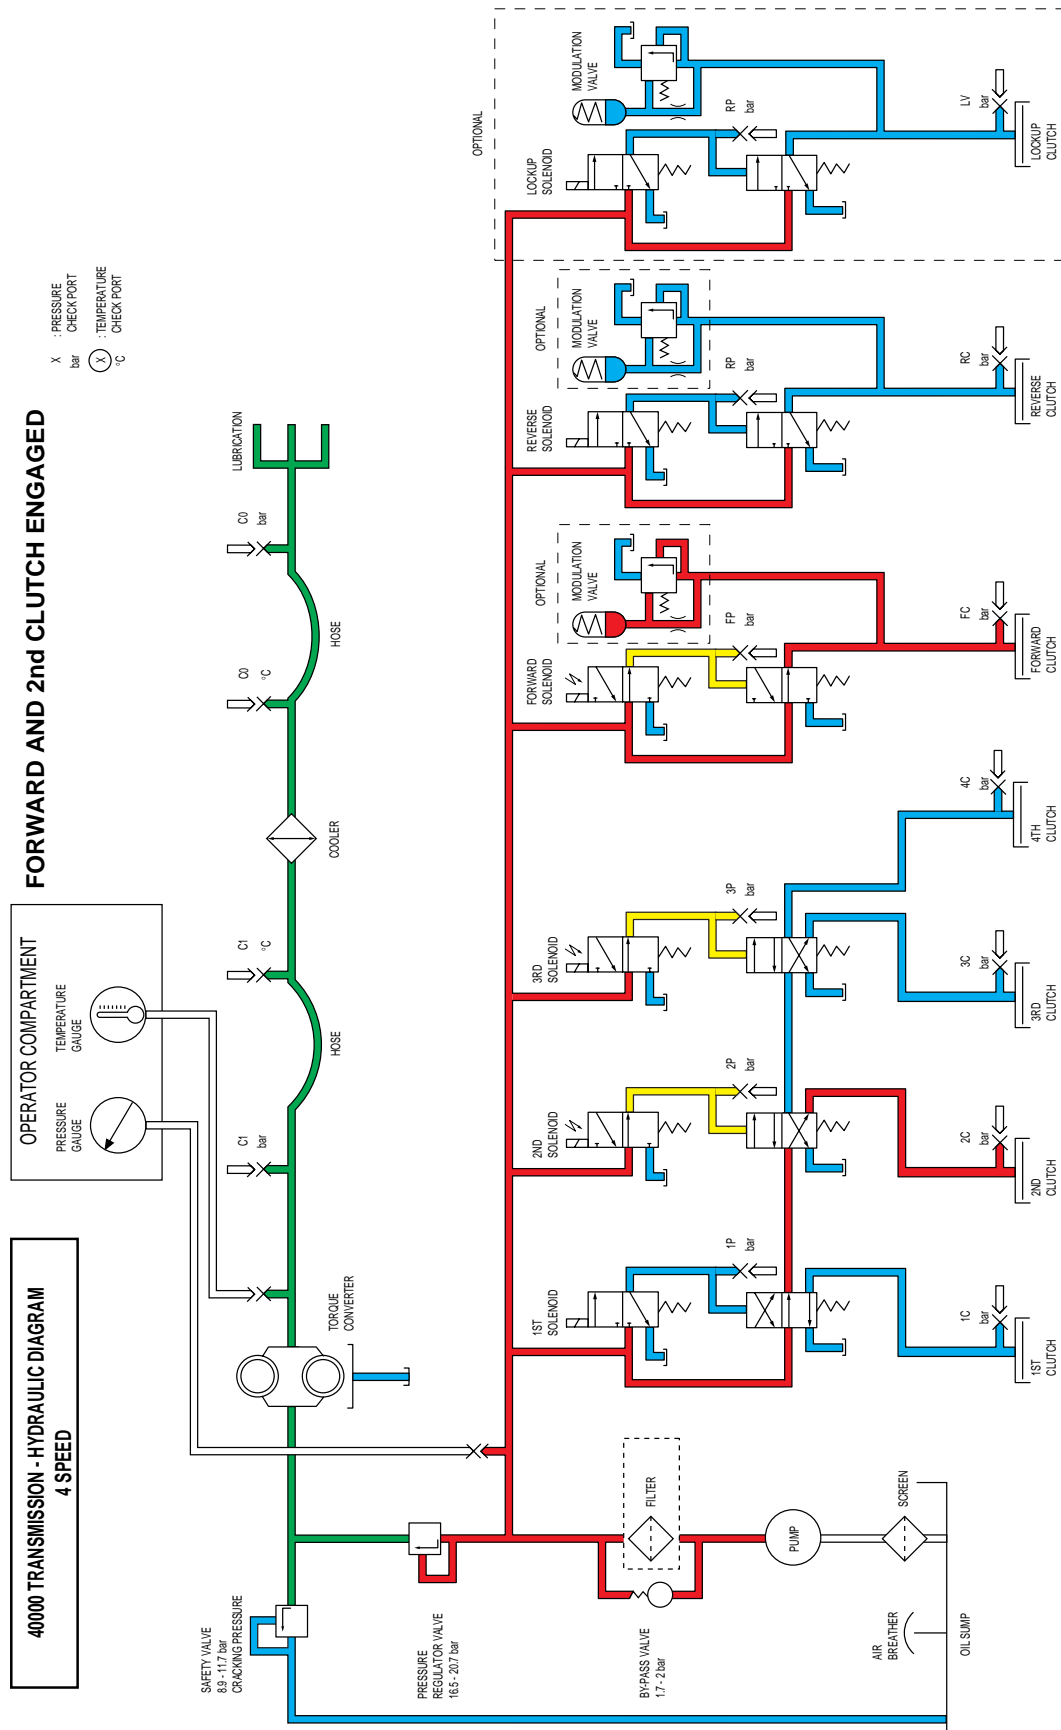 40000 TRANSMISSION - HYDRAULIC DIAGRAM
4 SPEED
FORWARD AND 2nd CLUTCH ENGAGED
OPERATOR COMPARTMENT
PRESSURE
GAUGE
TEMPERATURE
GAUGE
X : PRESSURE
CHECK PORT
bar
X : TEMPERATURE
CHECK PORT
°C
SAFETY VALVE
8.9 - 11.7 bar
CRACKING PRESSURE
TORQUE
CONVERTER
C1
bar
HOSE
C1
°C
COOLER
C0
°C
HOSE
C0
bar
LUBRICATION
PRESSURE
REGULATOR VALVE
16.5 - 20.7 bar
BY-PASS VALVE
1.7 - 2 bar
FILTER
PUMP
SCREEN
AIR
BREATHER
OIL SUMP
1ST
SOLENOID
1P
bar
1C
bar
1ST
CLUTCH
2ND
SOLENOID
2P
bar
2C
bar
2ND
CLUTCH
3RD
SOLENOID
3P
bar
3C
bar
3RD
CLUTCH
4C
bar
4TH
CLUTCH
OPTIONAL
MODULATION
VALVE
FORWARD
SOLENOID
FP
bar
FC
bar
FORWARD
CLUTCH
OPTIONAL
MODULATION
VALVE
REVERSE
SOLENOID
RP
bar
RC
bar
REVERSE
CLUTCH
OPTIONAL
MODULATION
VALVE
LOCKUP
SOLENOID
RP
bar
LV
bar
LOCKUP
CLUTCH